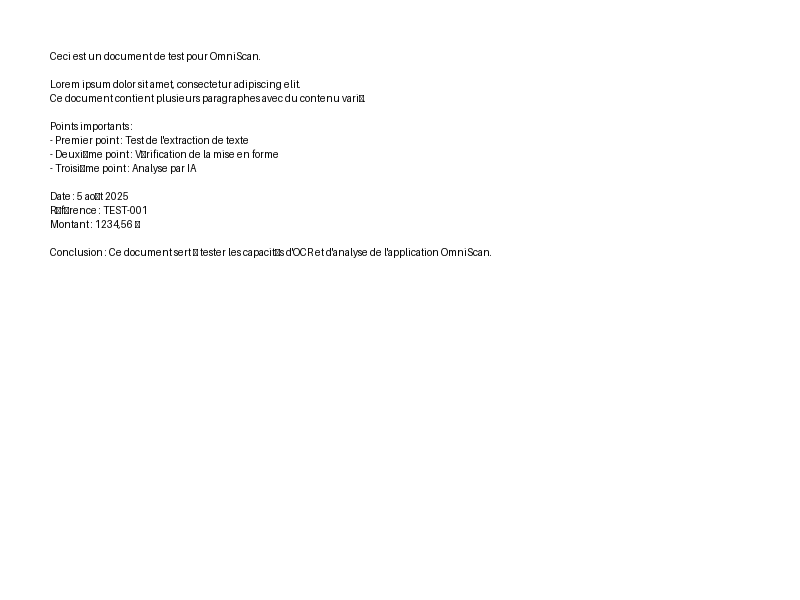 Ceci est un document de test pour OmniScan.
Lorem ipsum dolor sit amet, consectetur adipiscing elit.
Ce document contient plusieurs paragraphes avec du contenu vari☒.
Points importants :
- Premier point : Test de l'extraction de texte
- Deuxi☒me point : V☒rification de la mise en forme
- Troisi☒me point : Analyse par IA
Date : 5 ao☒t 2025
R☒f☒rence : TEST-001
Montant : 1234,56 ☒
Conclusion : Ce document sert ☒ tester les capacit☒s d'OCR et d'analyse de l'application OmniScan.